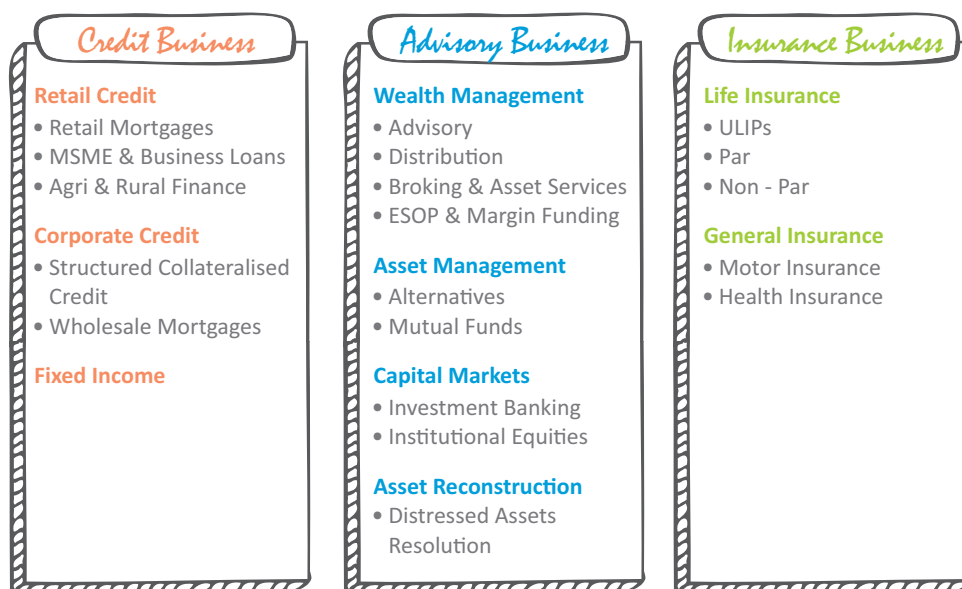 Credit Business
Retail Credit
• Retail Mortgages
• MSME & Business Loans
• Agri & Rural Finance
Corporate Credit
• Structured Collateralised
Credit
• Wholesale Mortgages
Fixed Income
Advisory Business
Wealth Management
• Advisory
• Distribution
• Broking & Asset Services
• ESOP & Margin Funding
Asset Management
• Alternatives
• Mutual Funds
Capital Markets
• Investment Banking
• Institutional Equities
Asset Reconstruction
• Distressed Assets
Resolution
Insurance Business
Life Insurance
• ULIPs
• Par
• Non - Par
General Insurance
• Motor Insurance
• Health Insurance